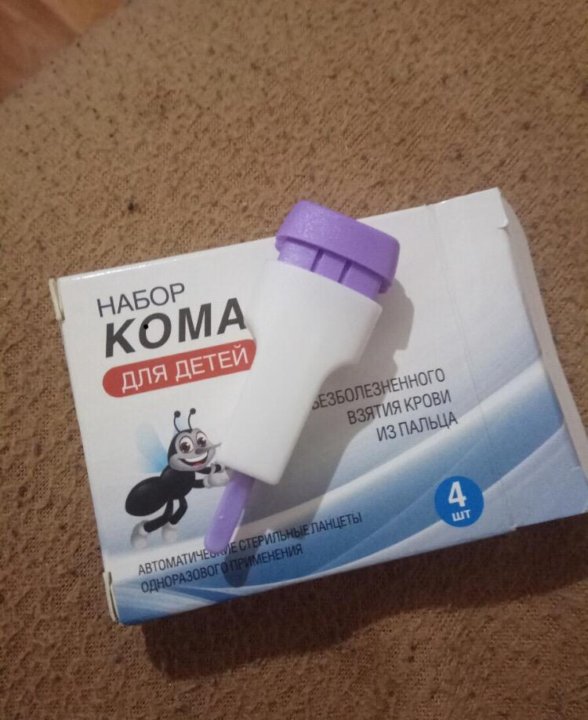 НАБОР
КОМА
ДЛЯ ДЕТЕЙ
БЕЗБОЛЕЗНЕННОГО
ВЗЯТИЯ КРОВИ
ИЗ ПАЛЬЦА
4
ШТ
АВТОМАТИЧЕСКИЕ СТЕРИЛЬНЫЕ ЛАНЦЕТЫ
ОДНОРАЗОВОГО ПРИМЕНЕНИЯ